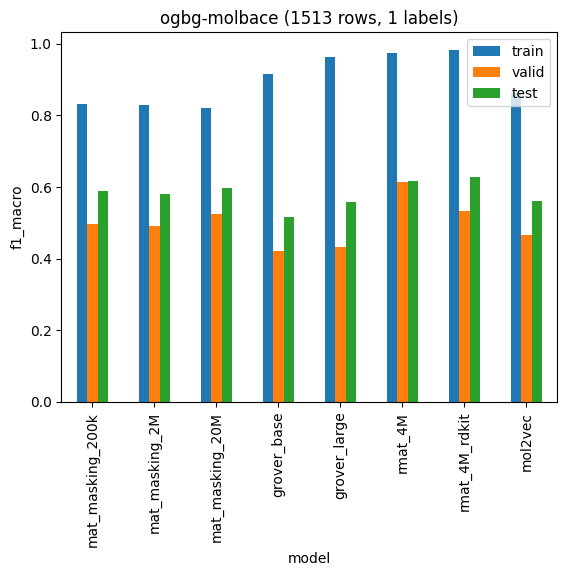 ogbg-molbace (1513 rows, 1 labels)
train
valid
test
f1_macro
1.0
0.8
0.6
0.4
0.2
0.0
mat_masking_200k
mat_masking_2M
mat_masking_20M
grover_base
grover_large
rmat_4M
rmat_4M_rdkit
mol2vec
model